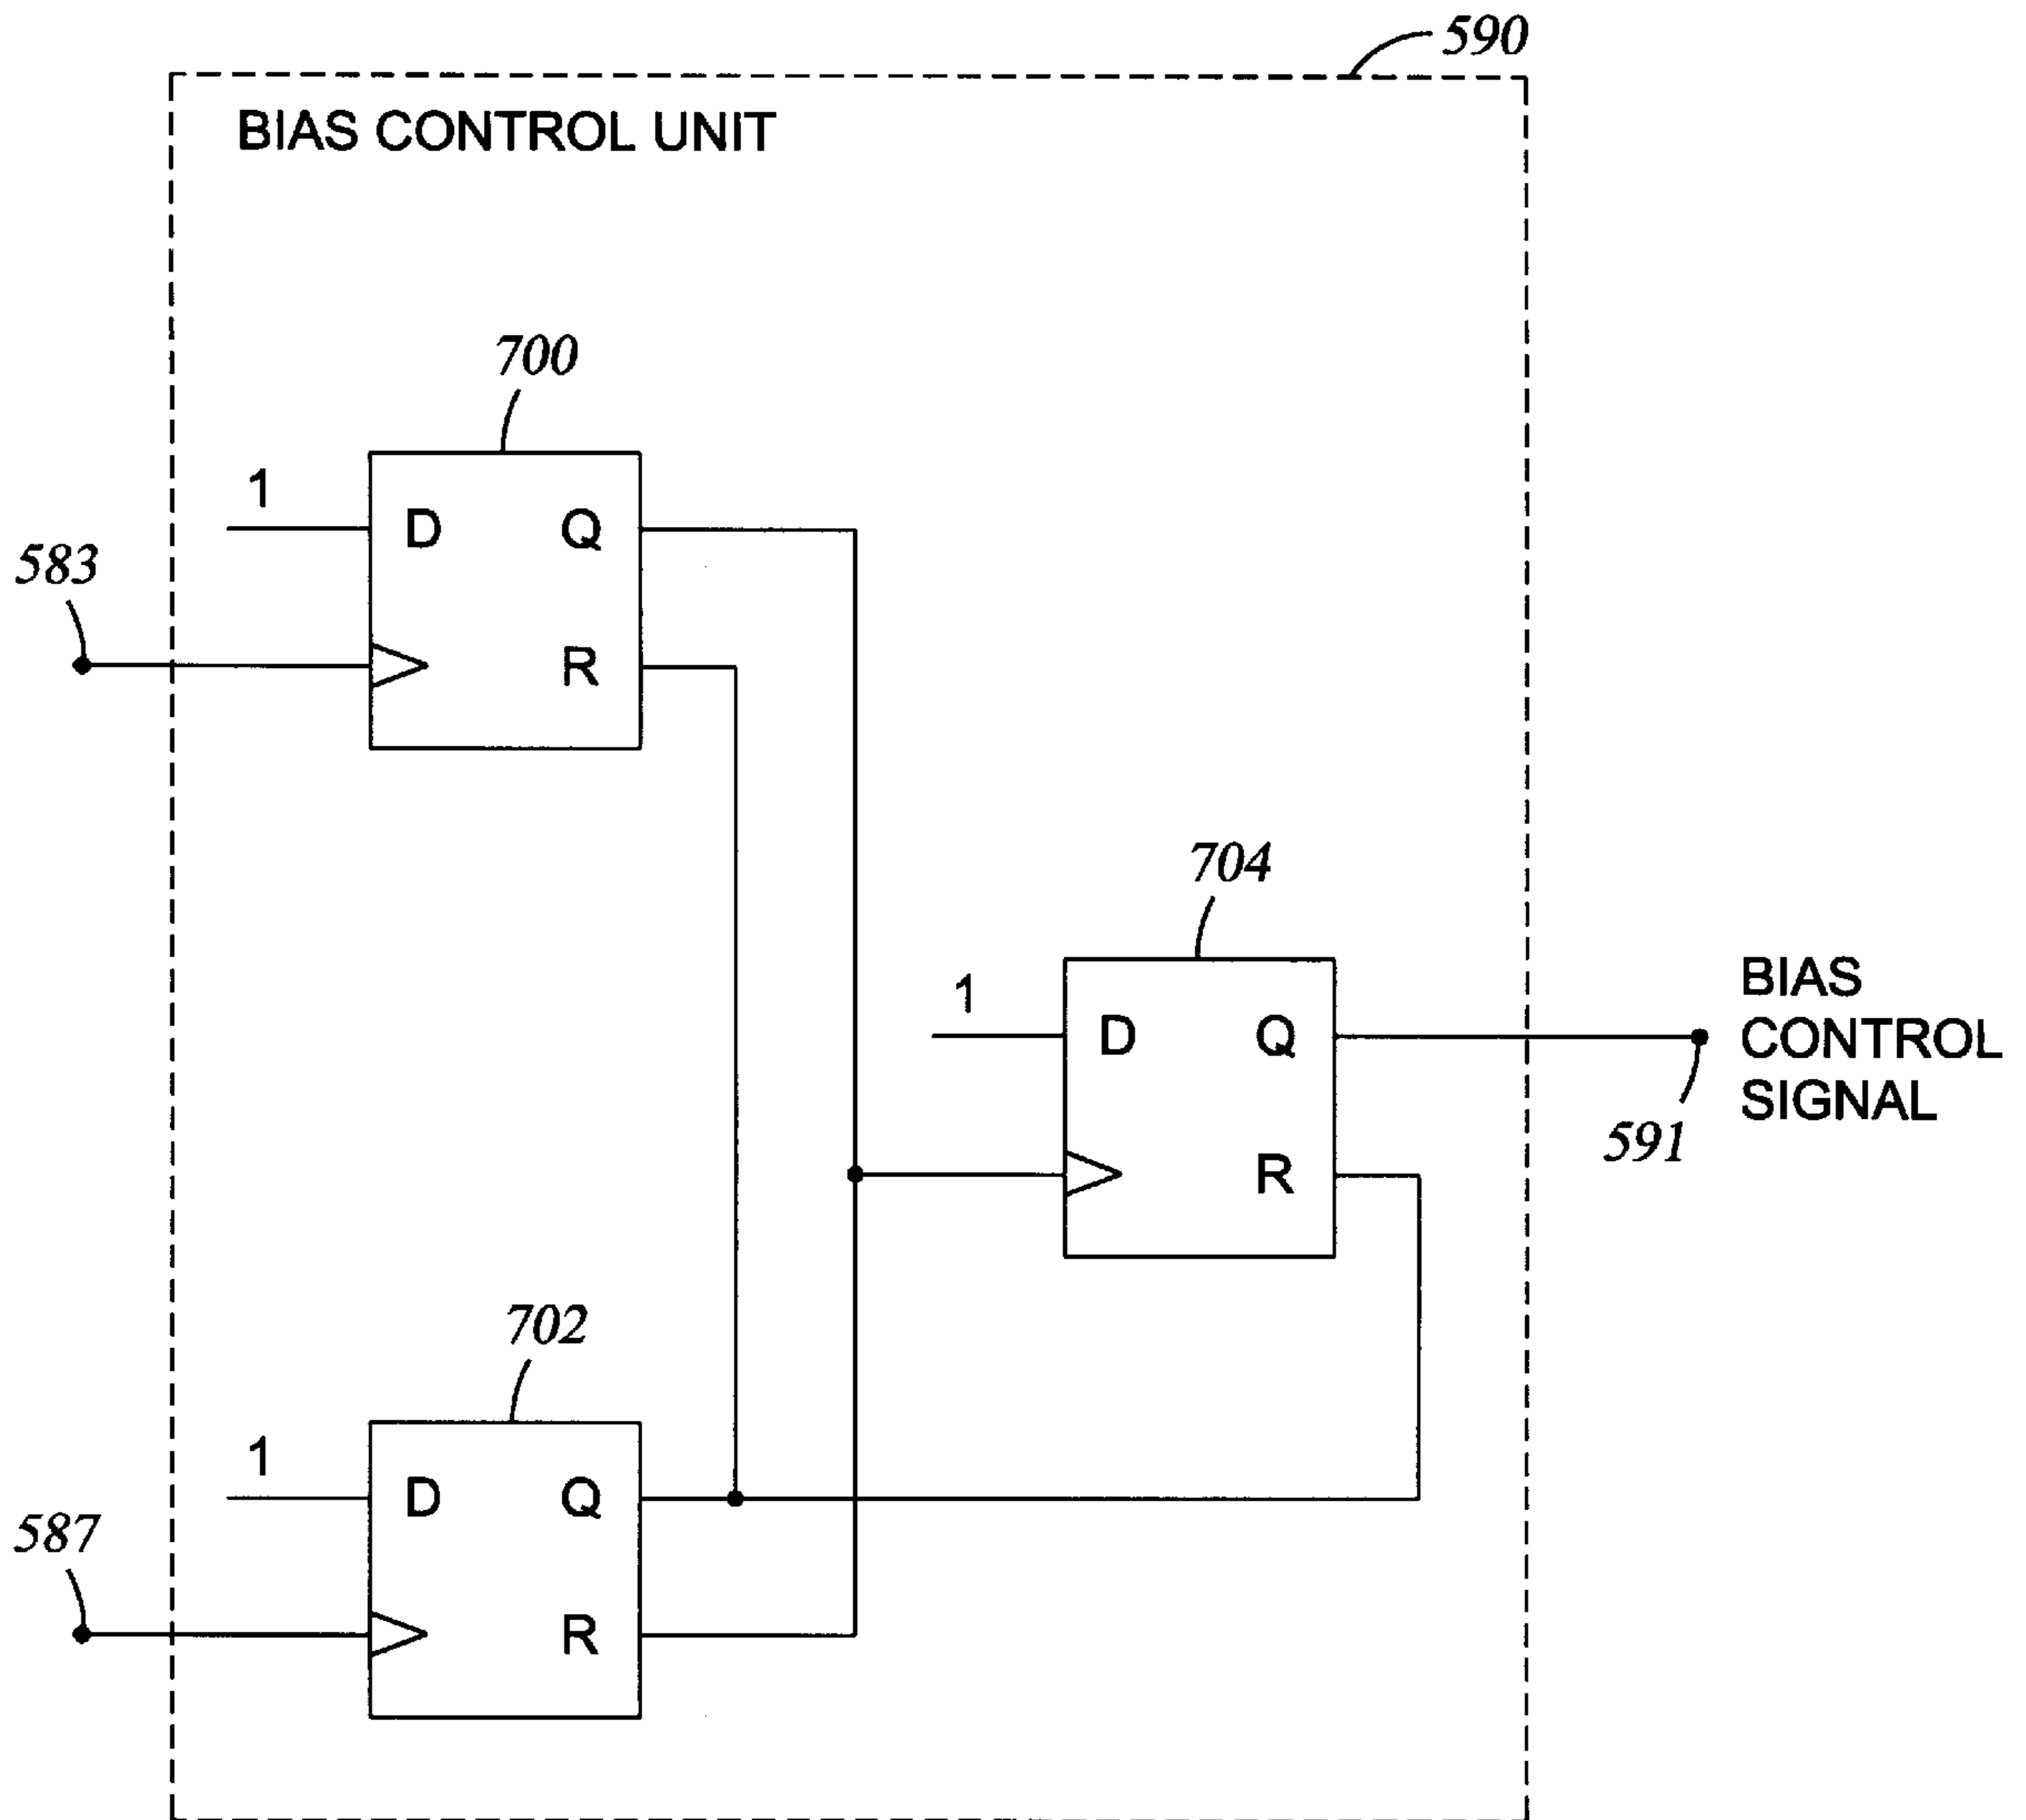 590
BIAS CONTROL UNIT
700
1
D Q
583
R
704
1
D Q
BIAS
CONTROL
SIGNAL
R
591
702
1
D Q
587
R